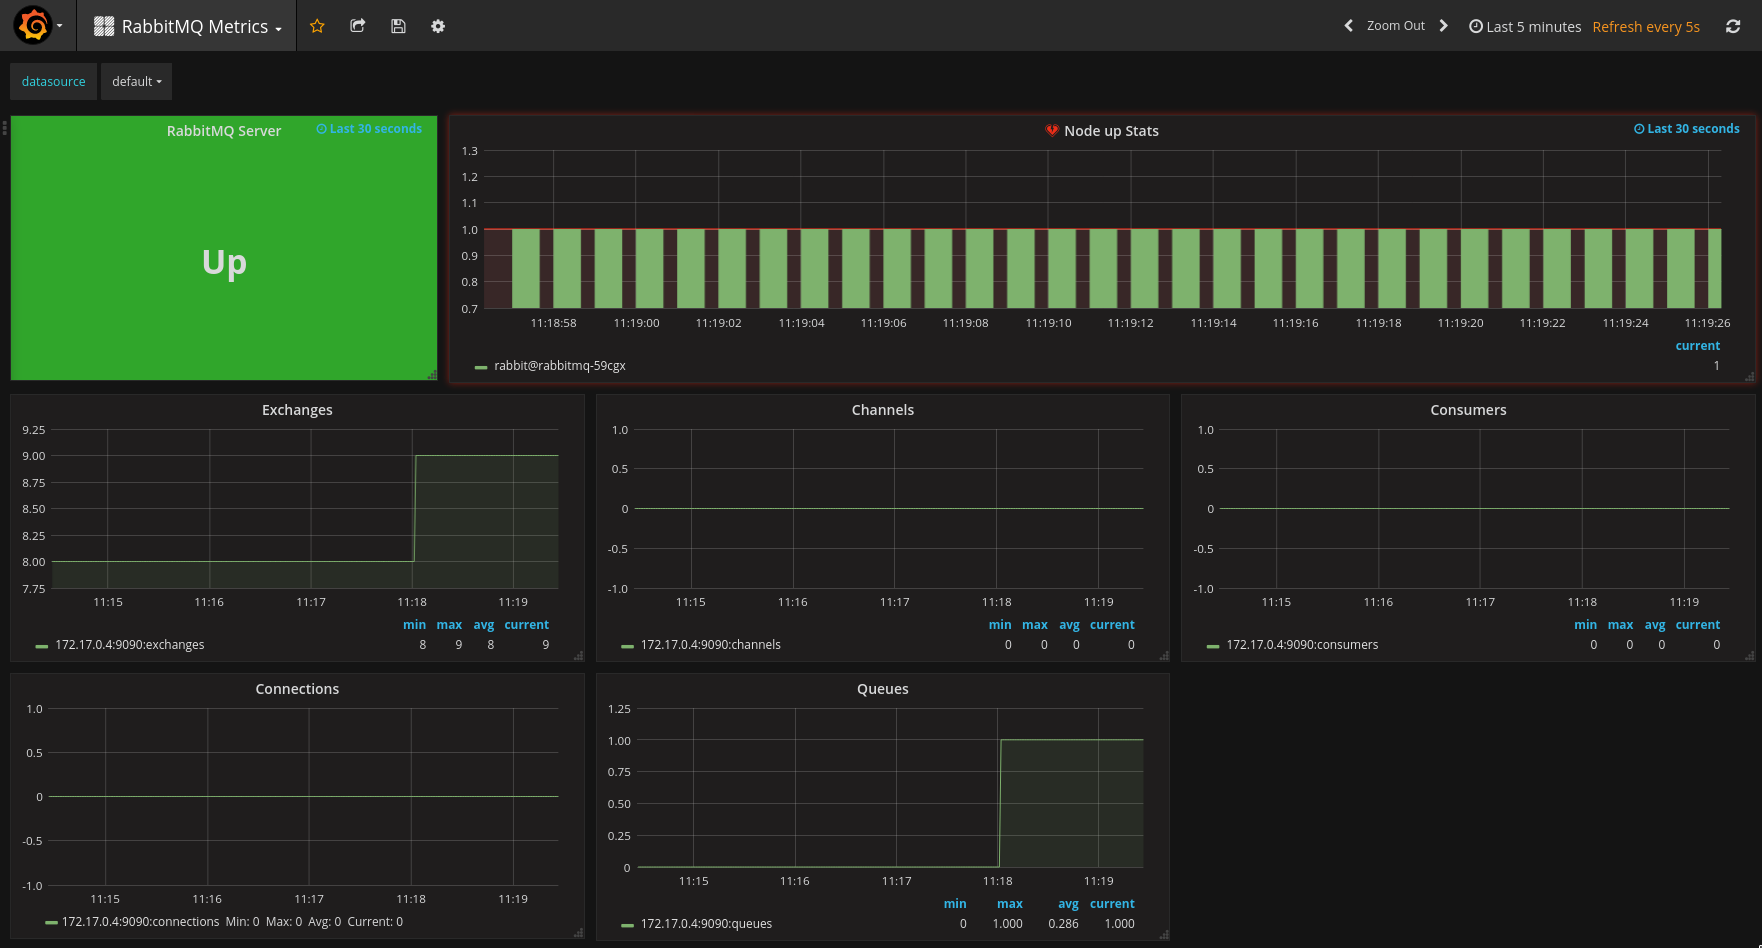 RabbitMQ Metrics
Zoom Out
Last 5 minutes Refresh every 5s
datasource default
RabbitMQ Server Last 30 seconds
Up
Node up Stats Last 30 seconds
1.3
1.2
1.1
1.0
0.9
0.8
0.7
11:18:58 11:19:00 11:19:02 11:19:04 11:19:06 11:19:08 11:19:10 11:19:12 11:19:14 11:19:16 11:19:18 11:19:20 11:19:22 11:19:24 11:19:26
current
rabbit@rabbitmq-59cgx 1
Exchanges
9.25
9.00
8.75
8.50
8.25
8.00
7.75
11:15 11:16 11:17 11:18 11:19
min max avg current
172.17.0.4:9090:exchanges 8 9 8 9
Channels
1.0
0.5
0
-0.5
-1.0
11:15 11:16 11:17 11:18 11:19
min max avg current
172.17.0.4:9090:channels 0 0 0 0
Consumers
1.0
0.5
0
-0.5
-1.0
11:15 11:16 11:17 11:18 11:19
min max avg current
172.17.0.4:9090:consumers 0 0 0 0
Connections
1.0
0.5
0
-0.5
-1.0
11:15 11:16 11:17 11:18 11:19
172.17.0.4:9090:connections Min: 0 Max: 0 Avg: 0 Current: 0
Queues
1.25
1.00
0.75
0.50
0.25
0
11:15 11:16 11:17 11:18 11:19
min max avg current
172.17.0.4:9090:queues 0 1.000 0.286 1.000